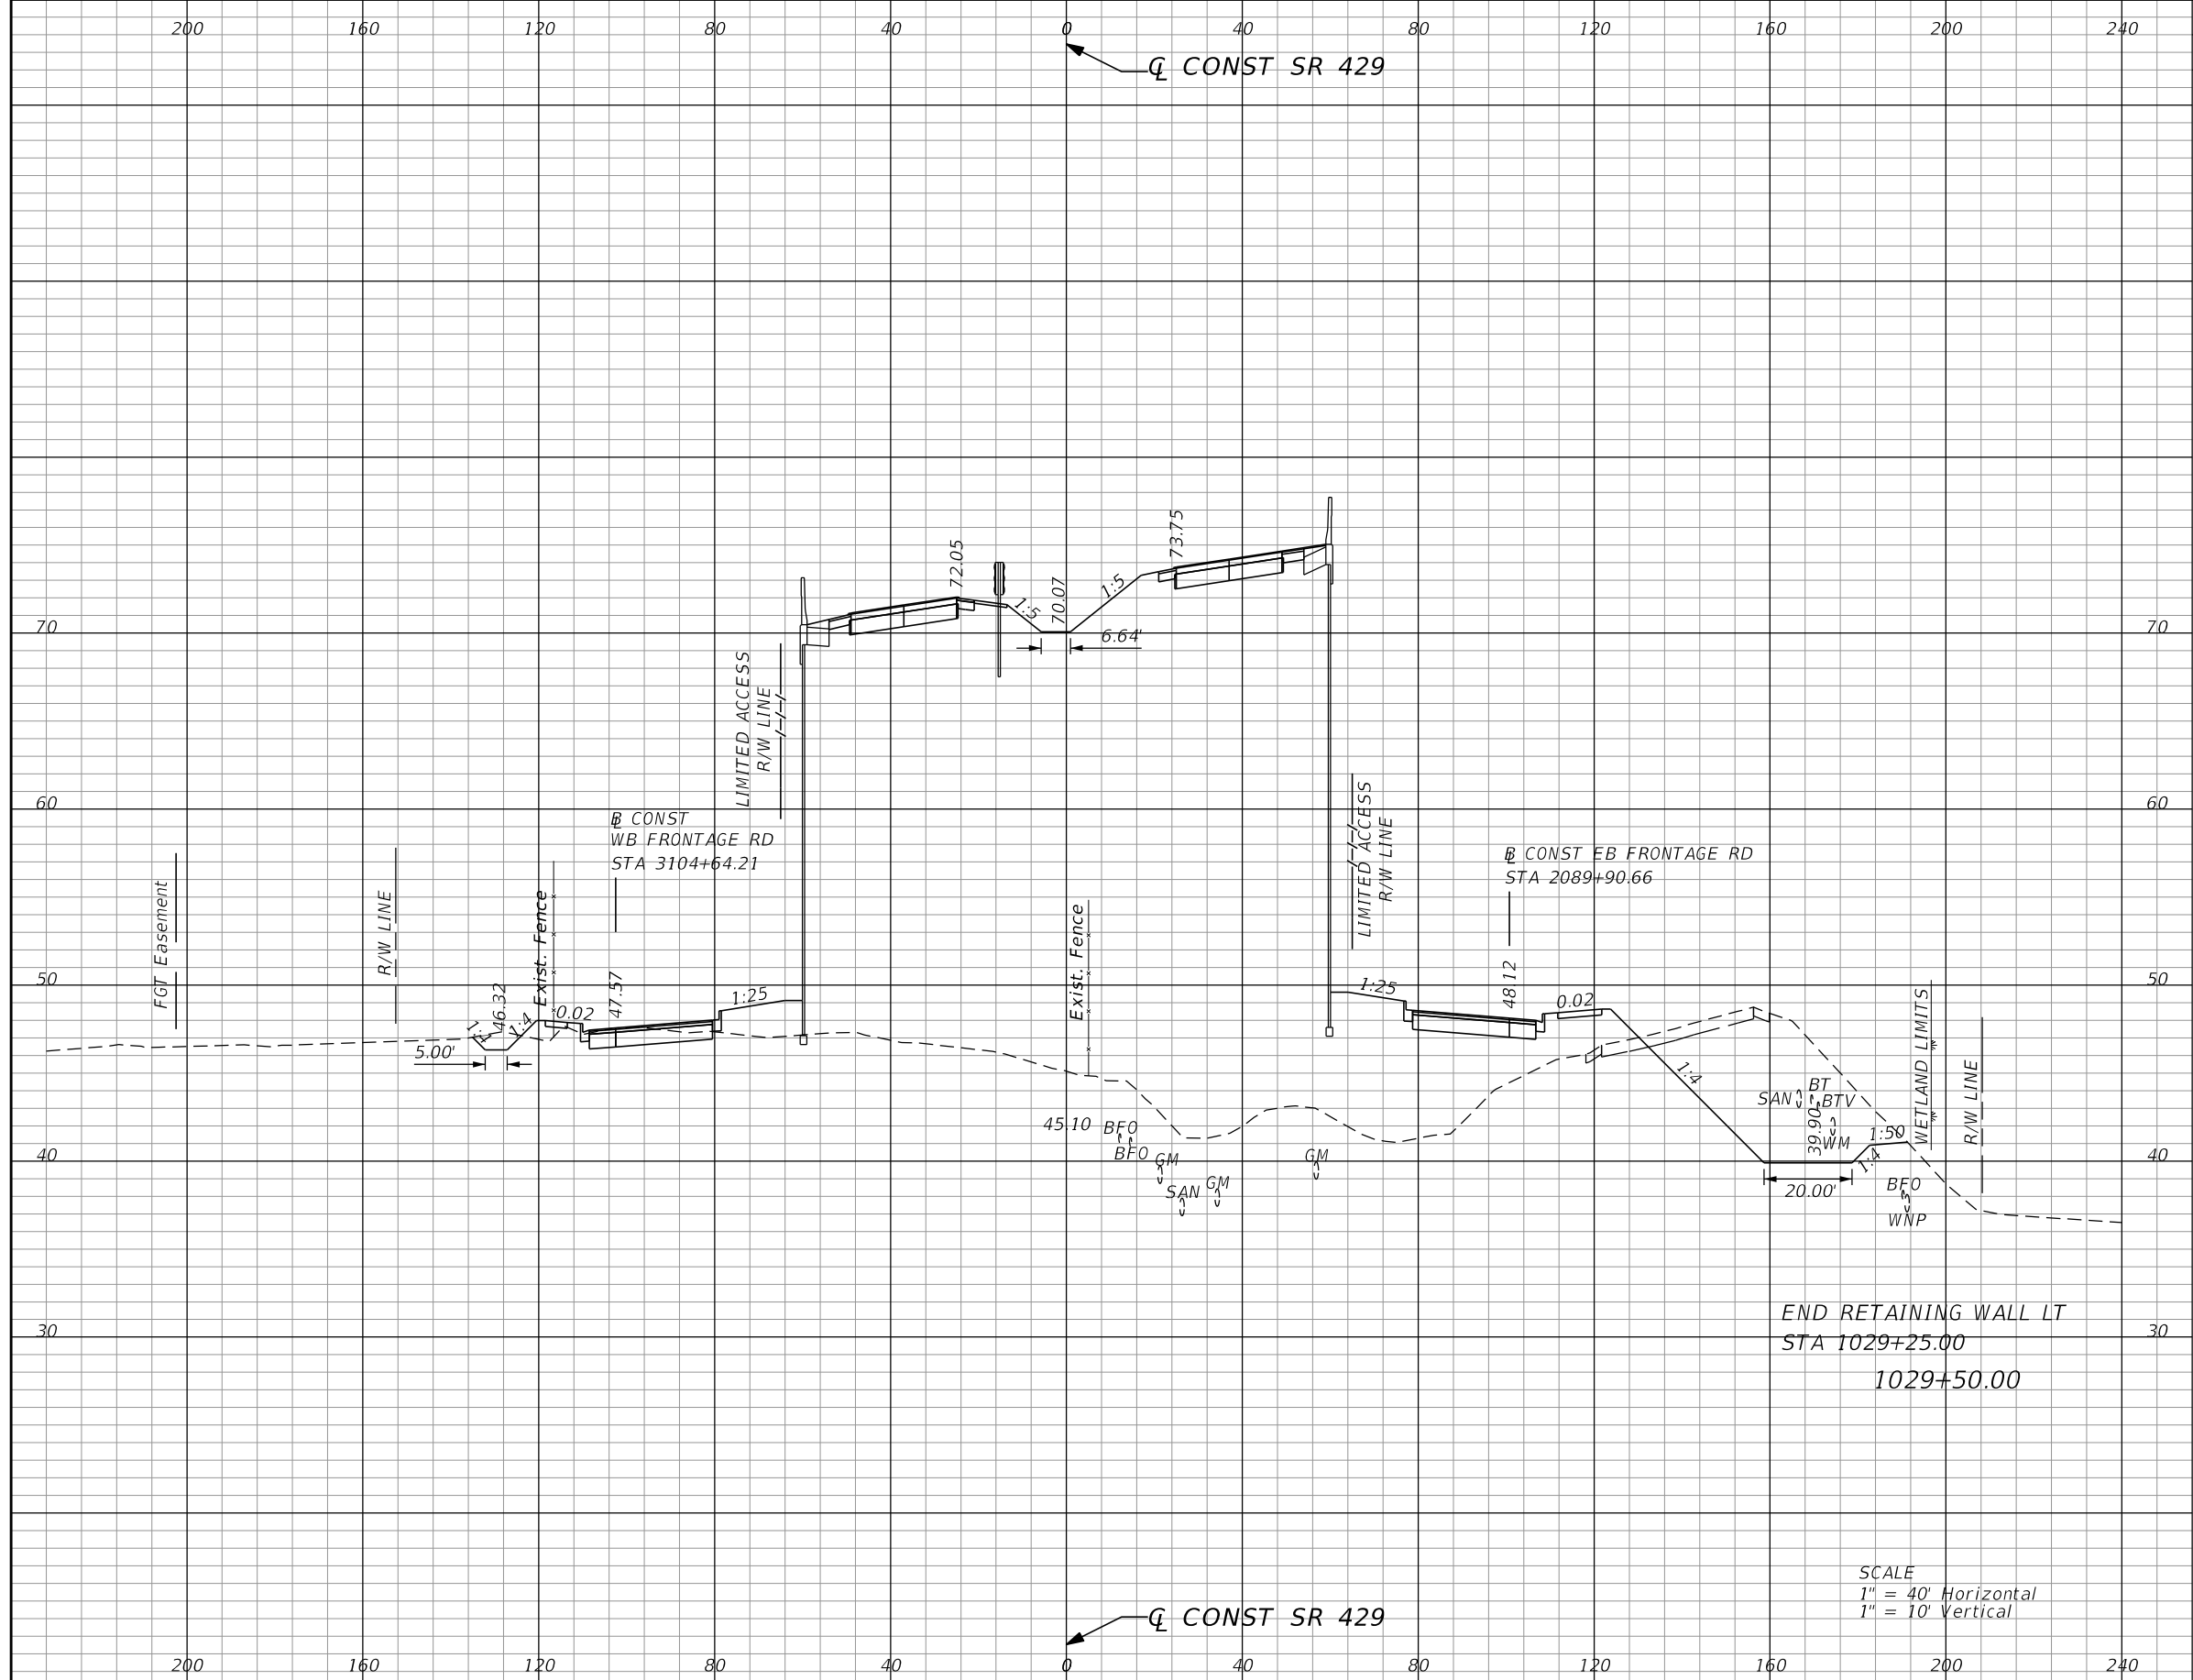 200 160 120 80 40 0 40 80 120 160 200 240
℄ CONST SR 429
73.75
72.05
1:5
70.07
1:5
6.64'
70 70
LIMITED ACCESS
R/W LINE
60 60
LIMITED ACCESS
R/W LINE
B̲L CONST
WB FRONTAGE RD
STA 3104+64.21
B̲L CONST EB FRONTAGE RD
STA 2089+90.66
FGT Easement
R/W LINE
Exist. Fence
Exist. Fence
50 50
46.32
47.57
48.12
1:4
1:4
0.02
1:25
1:25
0.02
5.00'
1:4
WETLAND LIMITS
R/W LINE
SAN
BT
BTV
39.90
WM
1:50
1:4
45.10
BFO
BFO
GM
GM
SAN
GM
40 40
20.00'
BFO
WNP
END RETAINING WALL LT
STA 1029+25.00
30 30
1029+50.00
SCALE
1" = 40' Horizontal
1" = 10' Vertical
℄ CONST SR 429
200 160 120 80 40 0 40 80 120 160 200 240